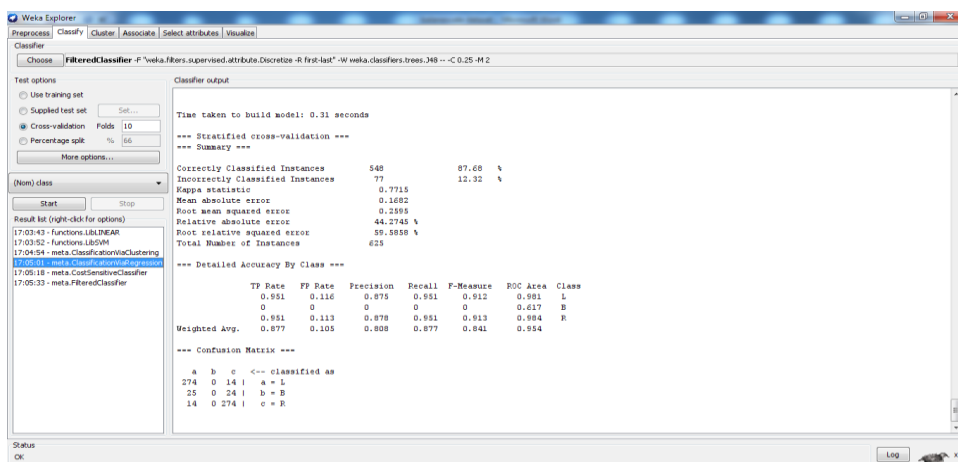 Weka Explorer
Preprocess Classify Cluster Associate Select attributes Visualize
Classifier
Choose FilteredClassifier -F "weka.filters.supervised.attribute.Discretize -R first-last" -W weka.classifiers.trees.J48 -- -C 0.25 -M 2
Test options
Use training set
Supplied test set Set...
Cross-validation Folds 10
Percentage split % 66
More options...
(Nom) class
Start Stop
Result list (right-click for options)
17:03:43 - functions.LibLINEAR
17:03:52 - functions.LibSVM
17:04:54 - meta.ClassificationViaClustering
17:05:01 - meta.ClassificationViaRegression
17:05:18 - meta.CostSensitiveClassifier
17:05:33 - meta.FilteredClassifier
Classifier output
Time taken to build model: 0.31 seconds
=== Stratified cross-validation ===
=== Summary ===
Correctly Classified Instances 548 87.68 %
Incorrectly Classified Instances 77 12.32 %
Kappa statistic 0.7715
Mean absolute error 0.1682
Root mean squared error 0.2595
Relative absolute error 44.2745 %
Root relative squared error 59.5858 %
Total Number of Instances 625
=== Detailed Accuracy By Class ===
TP Rate FP Rate Precision Recall F-Measure ROC Area Class
0.951 0.116 0.875 0.951 0.912 0.981 L
0 0 0 0 0 0.617 B
0.951 0.113 0.878 0.951 0.913 0.984 R
Weighted Avg. 0.877 0.105 0.808 0.877 0.841 0.954
=== Confusion Matrix ===
a b c <-- classified as
274 0 14 | a = L
25 0 24 | b = B
14 0 274 | c = R
Status
OK
Log
x